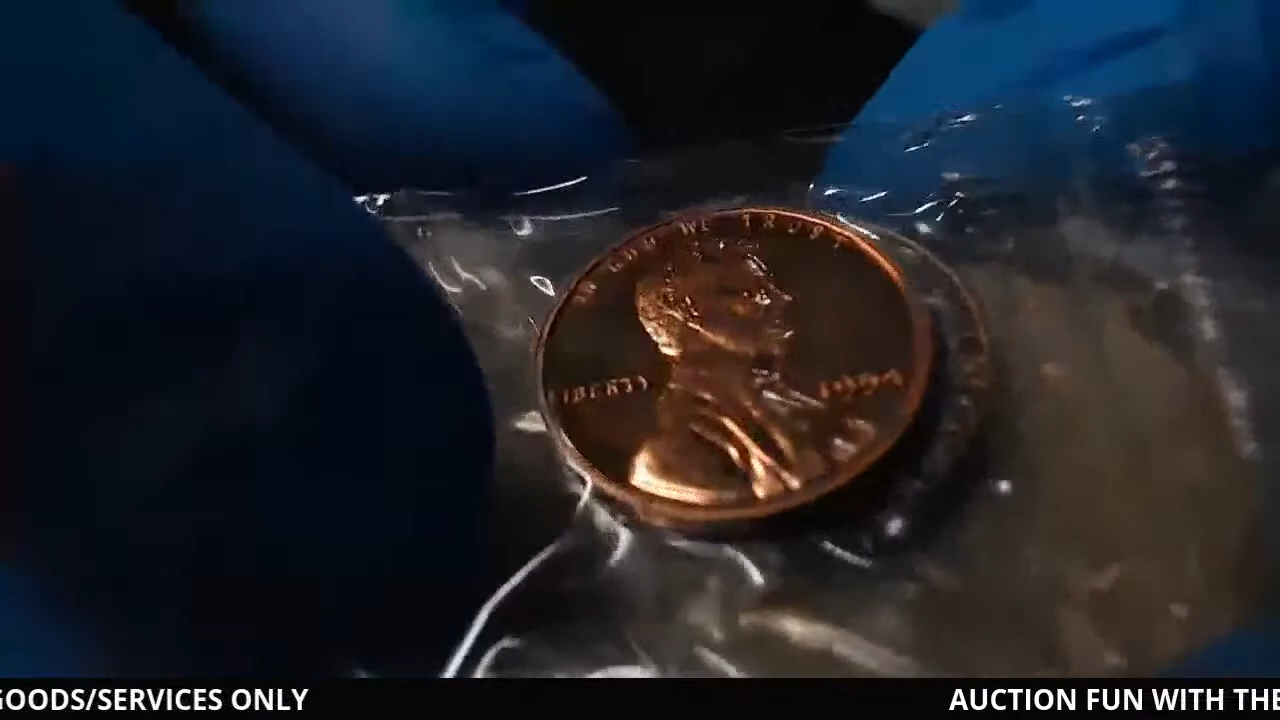 IN GOD WE TRUST
LIBERTY
GOODS/SERVICES ONLY
AUCTION FUN WITH THE